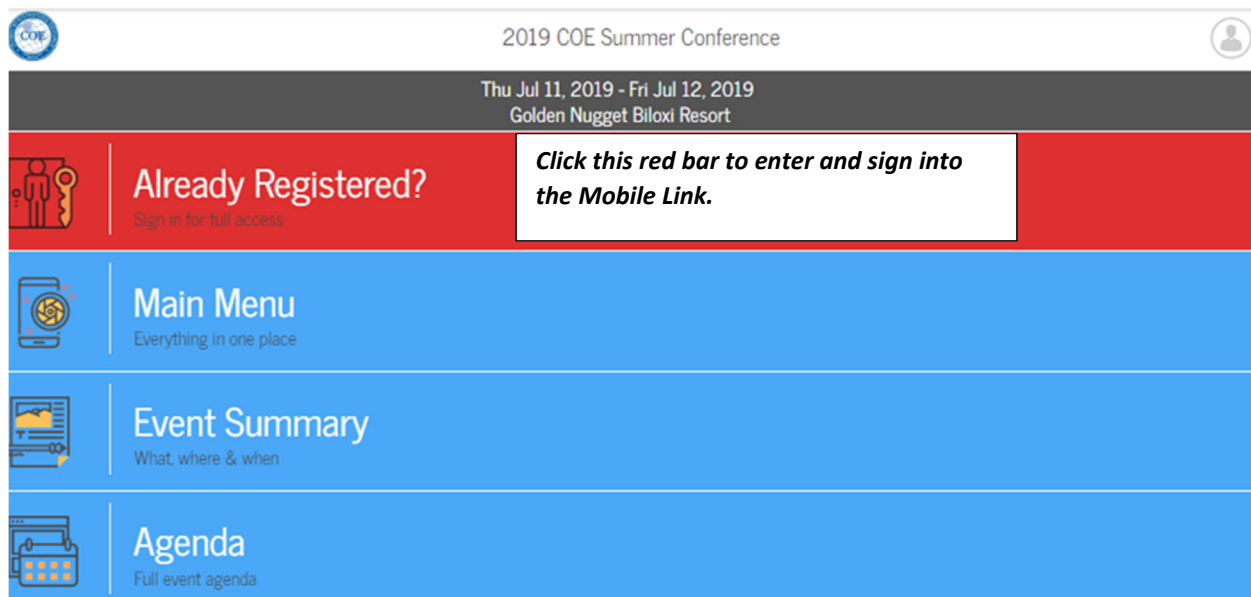 COE
2019 COE Summer Conference
Thu Jul 11, 2019 - Fri Jul 12, 2019
Golden Nugget Biloxi Resort
Already Registered?
Sign in for full access
Click this red bar to enter and sign into
the Mobile Link.
Main Menu
Everything in one place
Event Summary
What, where & when
Agenda
Full event agenda